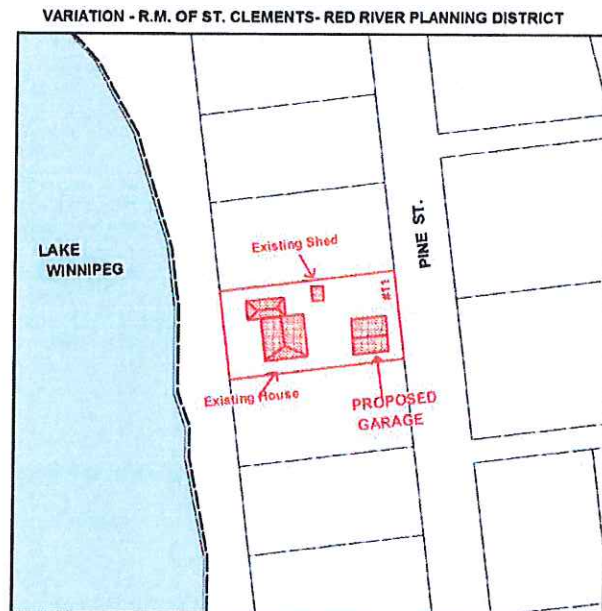 VARIATION - R.M. OF ST. CLEMENTS- RED RIVER PLANNING DISTRICT
LAKE
WINNIPEG
Existing Shed
PINE ST.
#11
Existing House
PROPOSED
GARAGE